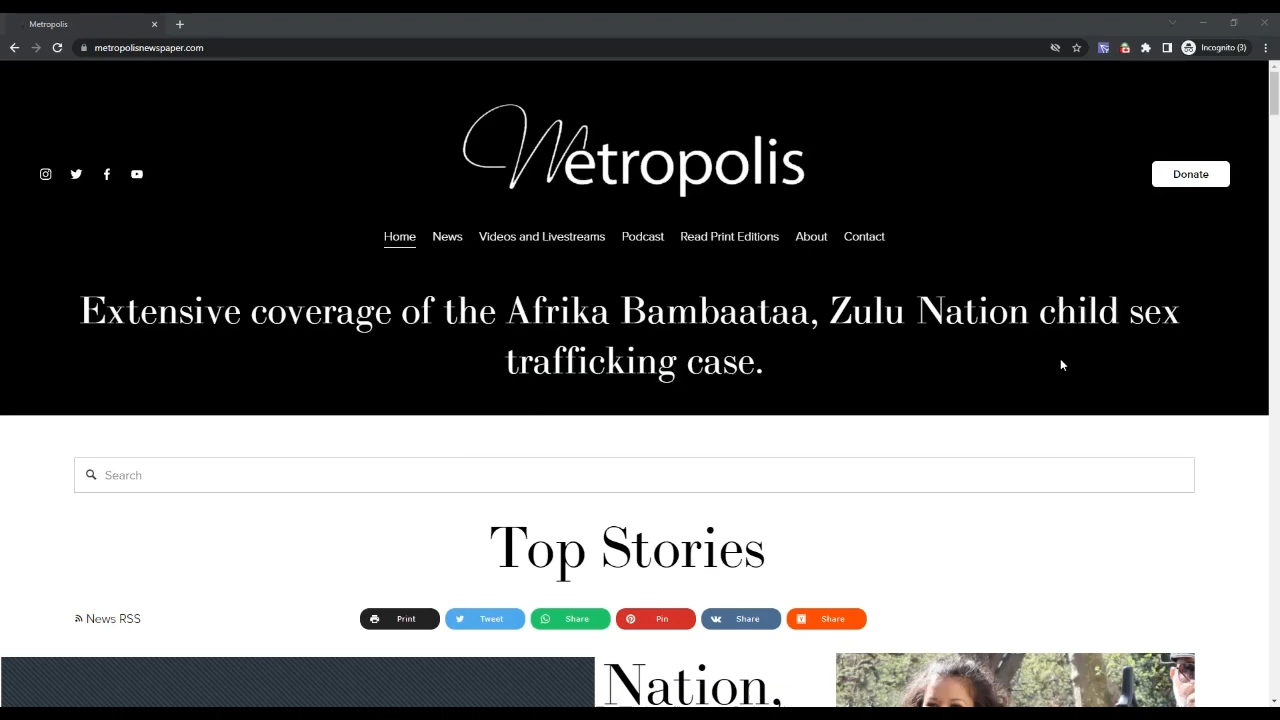 Metropolis
metropolisnewspaper.com
Incognito (3)
Metropolis
Donate
Home News Videos and Livestreams Podcast Read Print Editions About Contact
Extensive coverage of the Afrika Bambaataa, Zulu Nation child sex
trafficking case.
Search
Top Stories
News RSS
Print Tweet Share Pin Share Share
Nation,